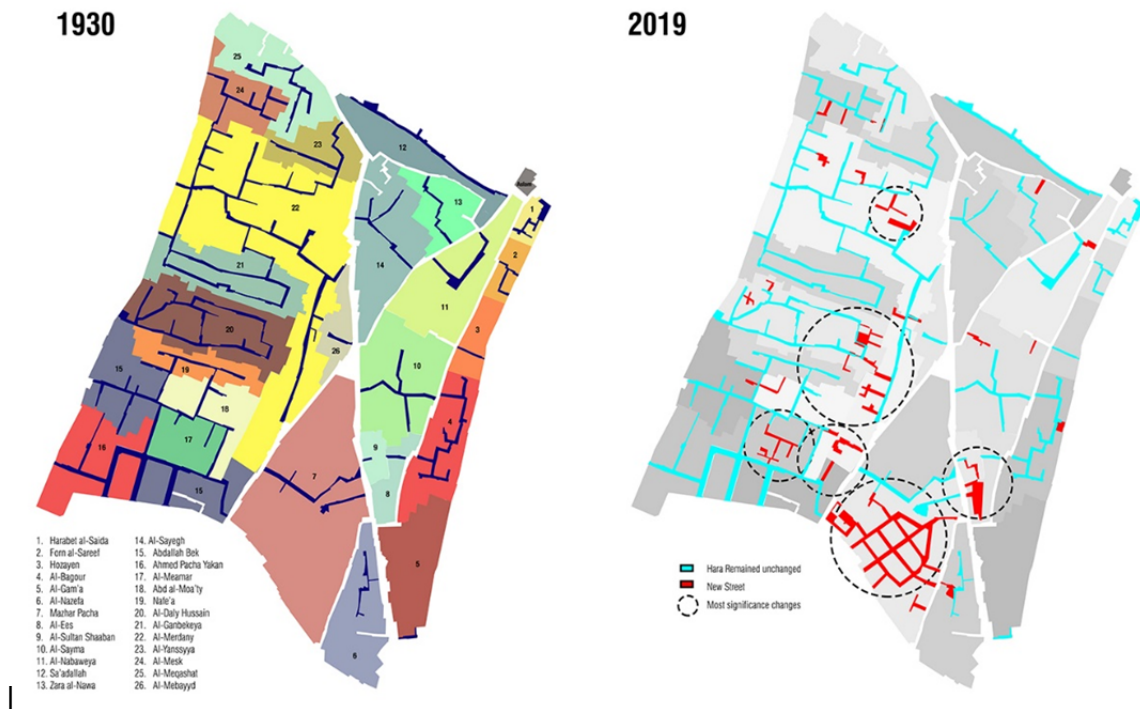 1930
2019
25
24
23
12
13
1
22
2
14
21
11
3
20
26
10
19
15
18
4
17
9
16
7
8
15
5
6
1. Harabet al-Saida
2. Forn al-Sareef
3. Hozayen
4. Al-Bagour
5. Al-Gam'a
6. Al-Nazefa
7. Mazhar Pacha
8. Al-Ees
9. Al-Sultan Shaaban
10. Al-Sayma
11. Al-Nabaweya
12. Sa'adallah
13. Zara al-Nawa
14. Al-Sayegh
15. Abdallah Bek
16. Ahmed Pacha Yakan
17. Al-Meamar
18. Abd al-Moa'ty
19. Nafe'a
20. Al-Daly Hussain
21. Al-Ganbekeya
22. Al-Merdany
23. Al-Yanssyya
24. Al-Mesk
25. Al-Meqashat
26. Al-Mebayyd
Hara Remained unchanged
New Street
Most significance changes